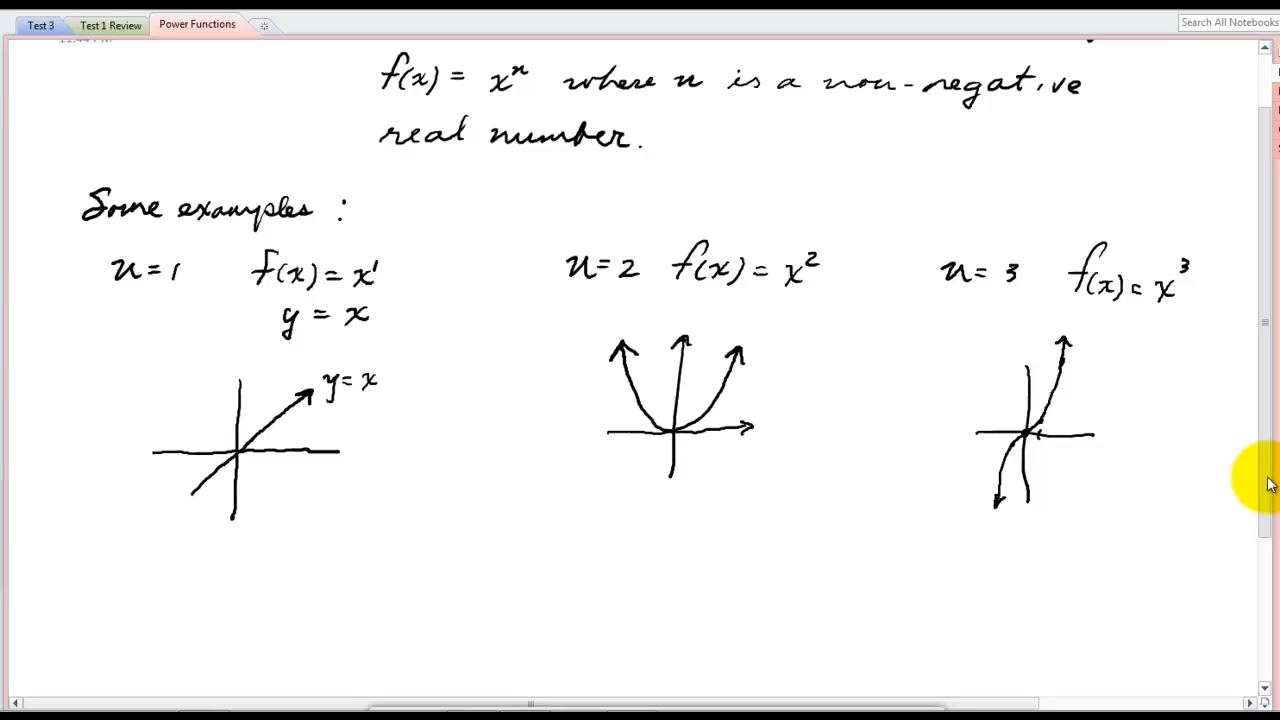 Test 3 Test 1 Review Power Functions
Search All Notebooks
f(x) = xⁿ where n is a non-negative
real number.
Some examples :
n = 1 f(x) = x¹ n = 2 f(x) = x² n = 3 f(x) = x³
y = x
y = x